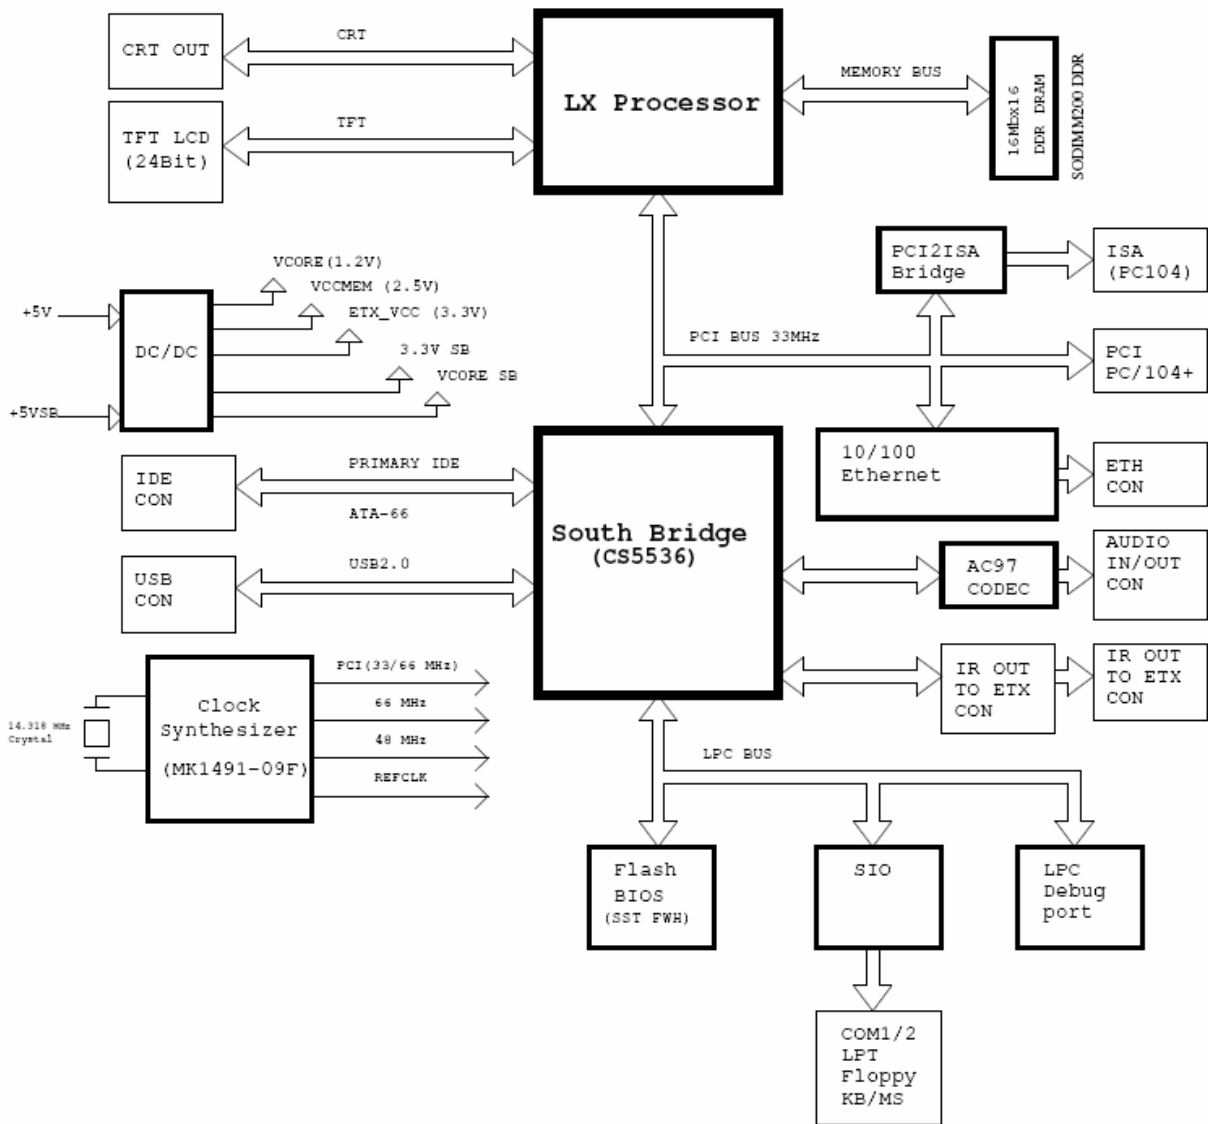 CRT OUT
CRT
TFT LCD
(24Bit)
TFT
LX Processor
MEMORY BUS
16Mbx16
DDR DRAM
SODIMM200 DDR
PCI2ISA
Bridge
ISA
(PC104)
VCORE(1.2V)
VCCMEM (2.5V)
ETX_VCC (3.3V)
3.3V SB
VCORE SB
+5V
DC/DC
+5VSB
PCI BUS 33MHz
PCI
PC/104+
10/100
Ethernet
ETH
CON
IDE
CON
PRIMARY IDE
ATA-66
South Bridge
(CS5536)
USB
CON
USB2.0
AC97
CODEC
AUDIO
IN/OUT
CON
IR OUT
TO ETX
CON
IR OUT
TO ETX
CON
14.318 MHz
Crystal
Clock
Synthesizer
(MK1491-09F)
PCI(33/66 MHz)
66 MHz
48 MHz
REFCLK
LPC BUS
Flash
BIOS
(SST FWH)
SIO
LPC
Debug
port
COM1/2
LPT
Floppy
KB/MS